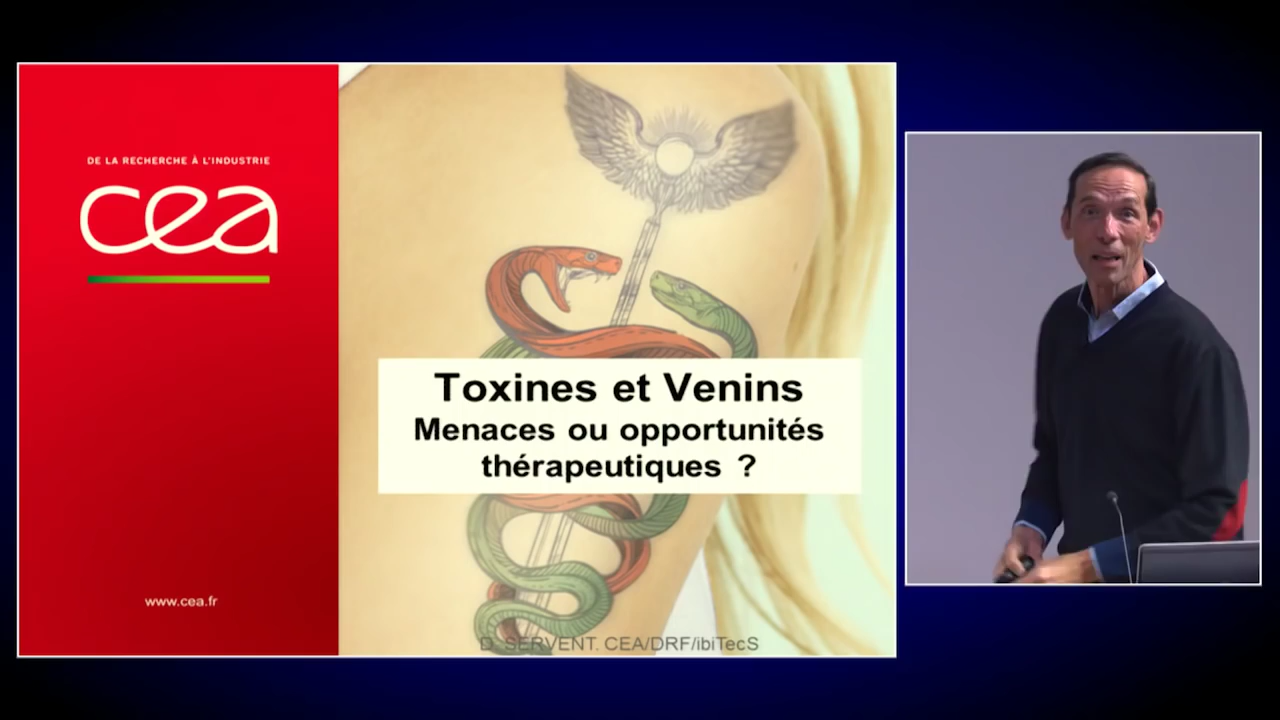 DE LA RECHERCHE À L'INDUSTRIE
cea
www.cea.fr
Toxines et Venins
Menaces ou opportunités
thérapeutiques ?
D. SERVENT. CEA/DRF/ibiTecS